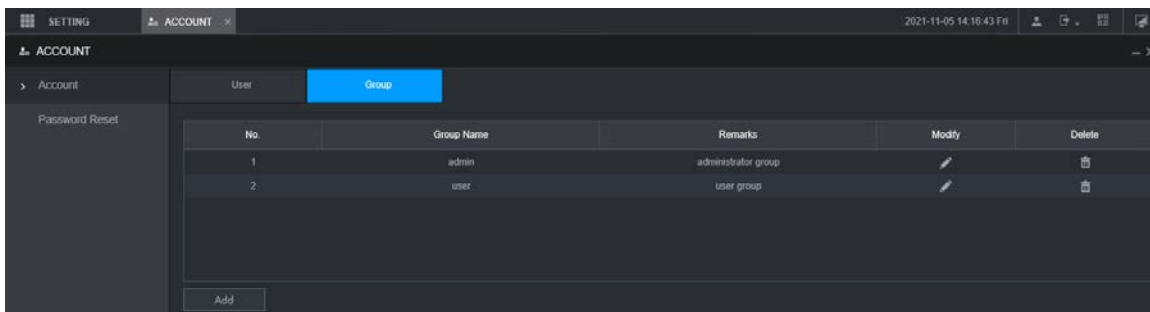 SETTING ACCOUNT × 2021-11-05 14:16:43 Fri
ACCOUNT
Account User Group
Password Reset
No. Group Name Remarks Modify Delete
1 admin administrator group
2 user user group
Add